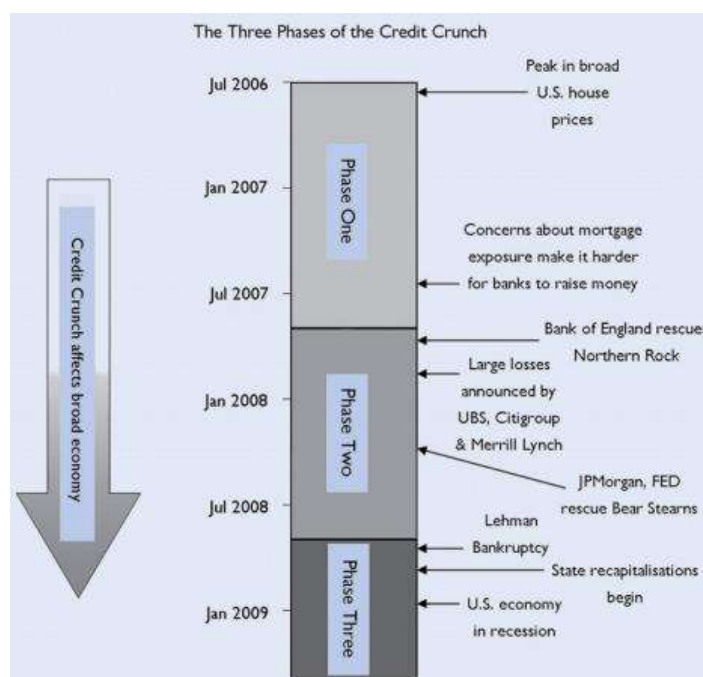 The Three Phases of the Credit Crunch
Jul 2006
Peak in broad
U.S. house
prices
Phase One
Jan 2007
Credit Crunch affects broad economy
Concerns about mortgage
exposure make it harder
for banks to raise money
Jul 2007
Bank of England rescue
Northern Rock
Large losses
announced by
UBS, Citigroup
& Merrill Lynch
Jan 2008
Phase Two
JPMorgan, FED
rescue Bear Stearns
Jul 2008
Lehman
Bankruptcy
State recapitalisations
begin
Phase Three
U.S. economy
in recession
Jan 2009